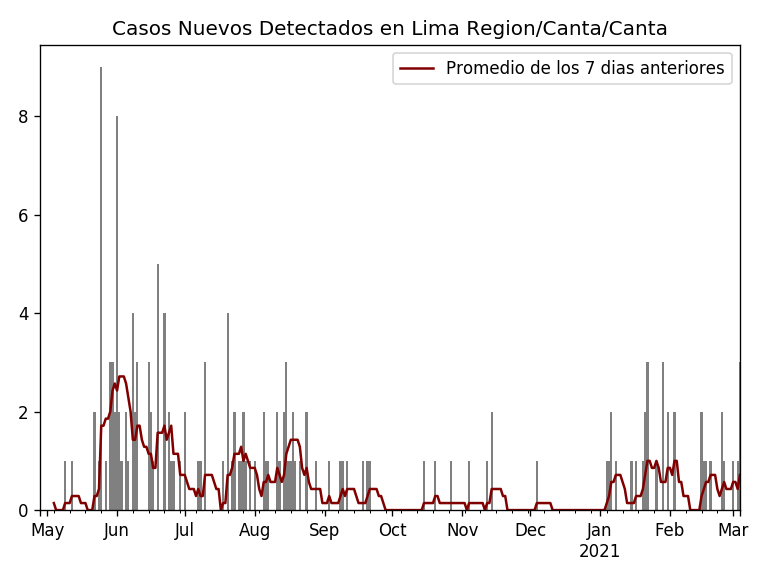 Casos Nuevos Detectados en Lima Region/Canta/Canta
Promedio de los 7 dias anteriores
8
6
4
2
0
May Jun Jul Aug Sep Oct Nov Dec Jan Feb Mar
2021